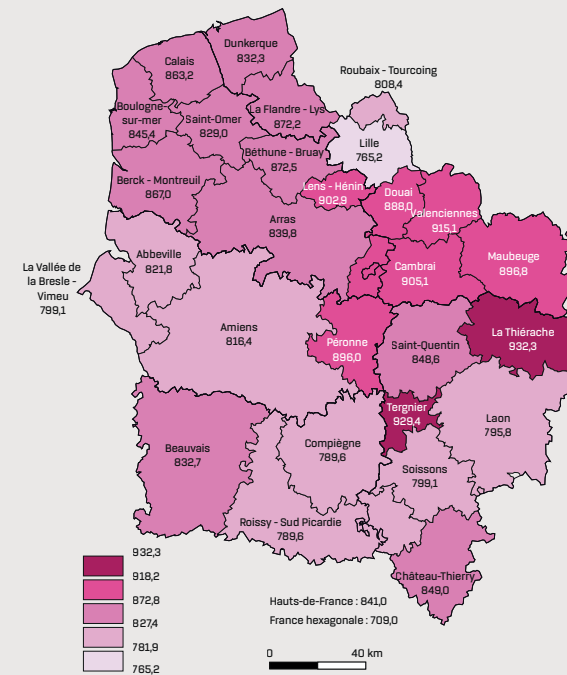 Dunkerque
832,3
Calais
863,2
Roubaix - Tourcoing
808,4
Boulogne-
sur-mer
845,4
Saint-Omer
829,0
La Flandre - Lys
872,2
Lille
765,2
Béthune - Bruay
872,5
Berck - Montreuil
867,0
Lens - Hénin
902,9
Douai
888,0
Valenciennes
915,1
Arras
839,8
Abbeville
821,8
Cambrai
905,1
Maubeuge
896,8
La Vallée de
la Bresle -
Vimeu
799,1
Amiens
816,4
Péronne
896,0
Saint-Quentin
848,6
La Thiérache
932,3
Tergnier
929,4
Laon
795,8
Beauvais
832,7
Compiègne
789,6
Soissons
799,1
Roissy - Sud Picardie
789,6
Château-Thierry
849,0
932,3
918,2
872,8
827,4
781,9
765,2
Hauts-de-France : 841,0
France hexagonale : 709,0
0 40 km